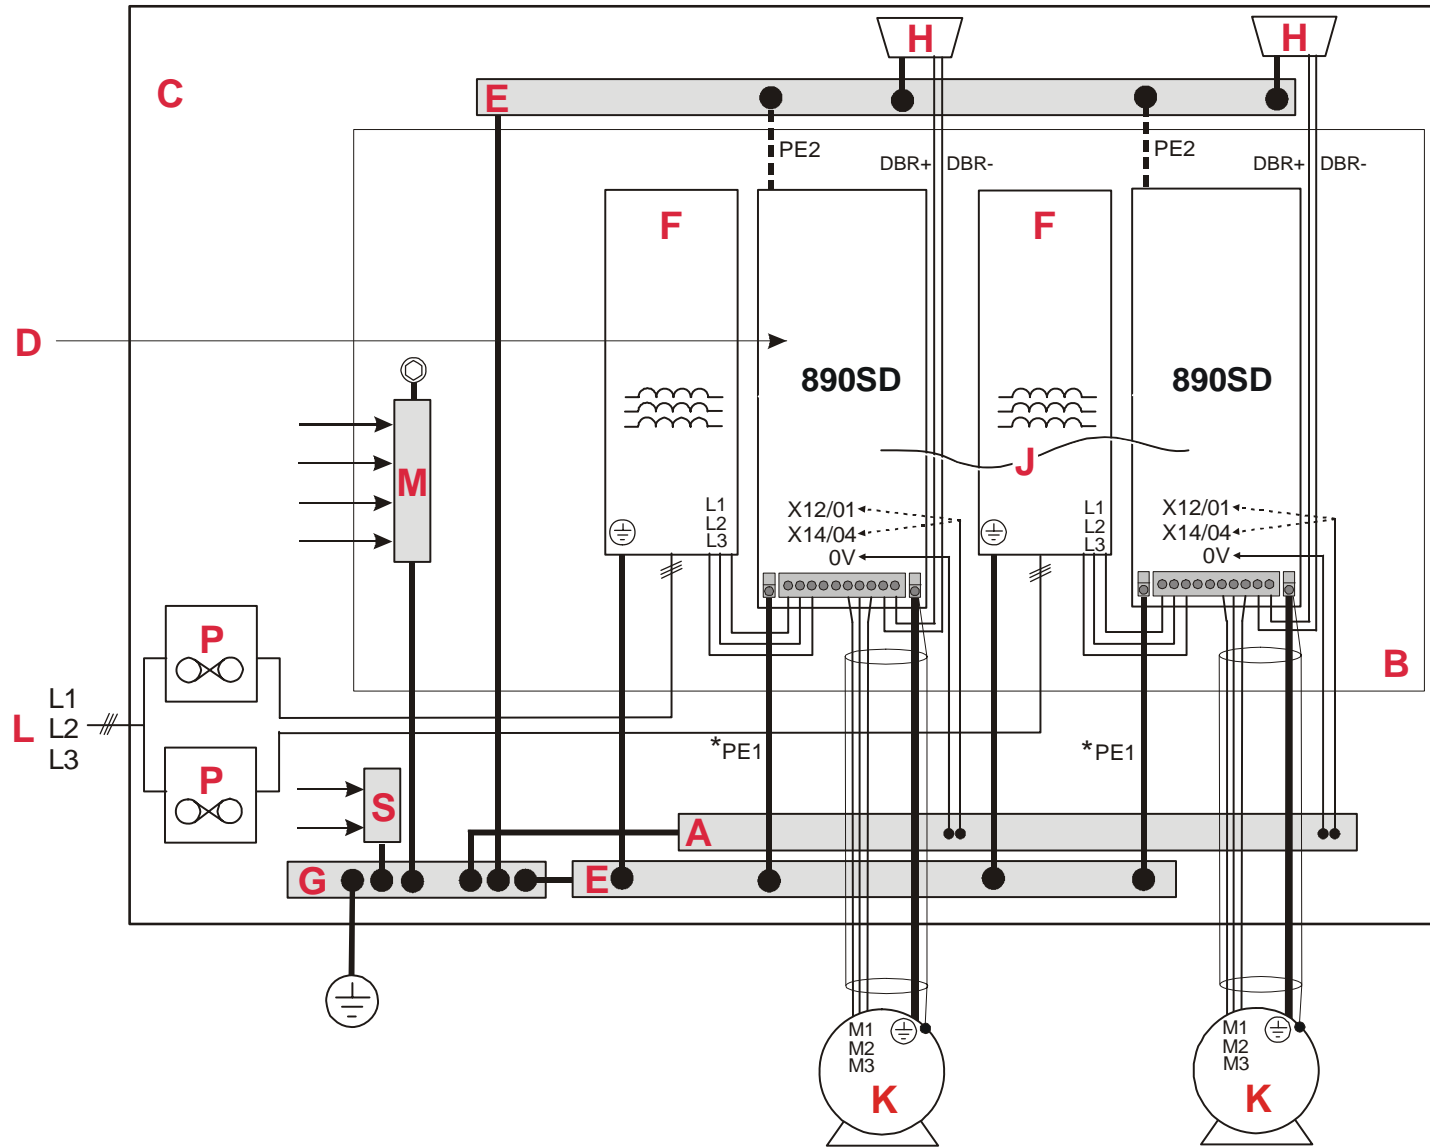 H
H
C
E
PE2
DBR+
DBR-
PE2
DBR+
DBR-
F
F
D
890SD
890SD
J
M
L1
L2
L3
X12/01
X14/04
0V
L1
L2
L3
X12/01
X14/04
0V
P
B
L
L1
L2
L3
*PE1
*PE1
P
S
A
G
E
M1
M2
M3
K
M1
M2
M3
K